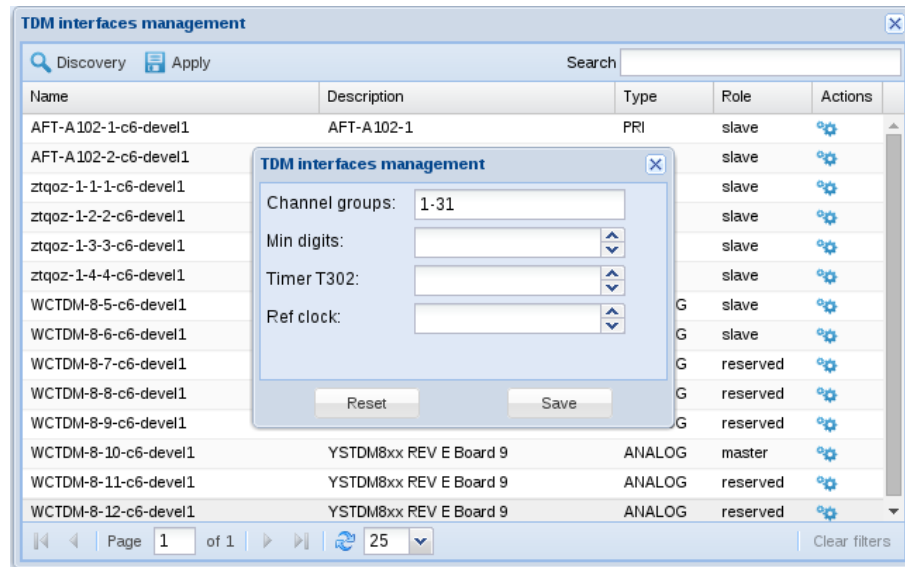 TDM interfaces management
Discovery Apply Search
Name Description Type Role Actions
AFT-A102-1-c6-devel1 AFT-A102-1 PRI slave
AFT-A102-2-c6-devel1 slave
ztqoz-1-1-1-c6-devel1 slave
ztqoz-1-2-2-c6-devel1 slave
ztqoz-1-3-3-c6-devel1 slave
ztqoz-1-4-4-c6-devel1 slave
WCTDM-8-5-c6-devel1 G slave
WCTDM-8-6-c6-devel1 G slave
WCTDM-8-7-c6-devel1 G reserved
WCTDM-8-8-c6-devel1 G reserved
WCTDM-8-9-c6-devel1 G reserved
WCTDM-8-10-c6-devel1 YSTDM8xx REV E Board 9 ANALOG master
WCTDM-8-11-c6-devel1 YSTDM8xx REV E Board 9 ANALOG reserved
WCTDM-8-12-c6-devel1 YSTDM8xx REV E Board 9 ANALOG reserved
TDM interfaces management
Channel groups: 1-31
Min digits:
Timer T302:
Ref clock:
Reset Save
Page 1 of 1 25 Clear filters